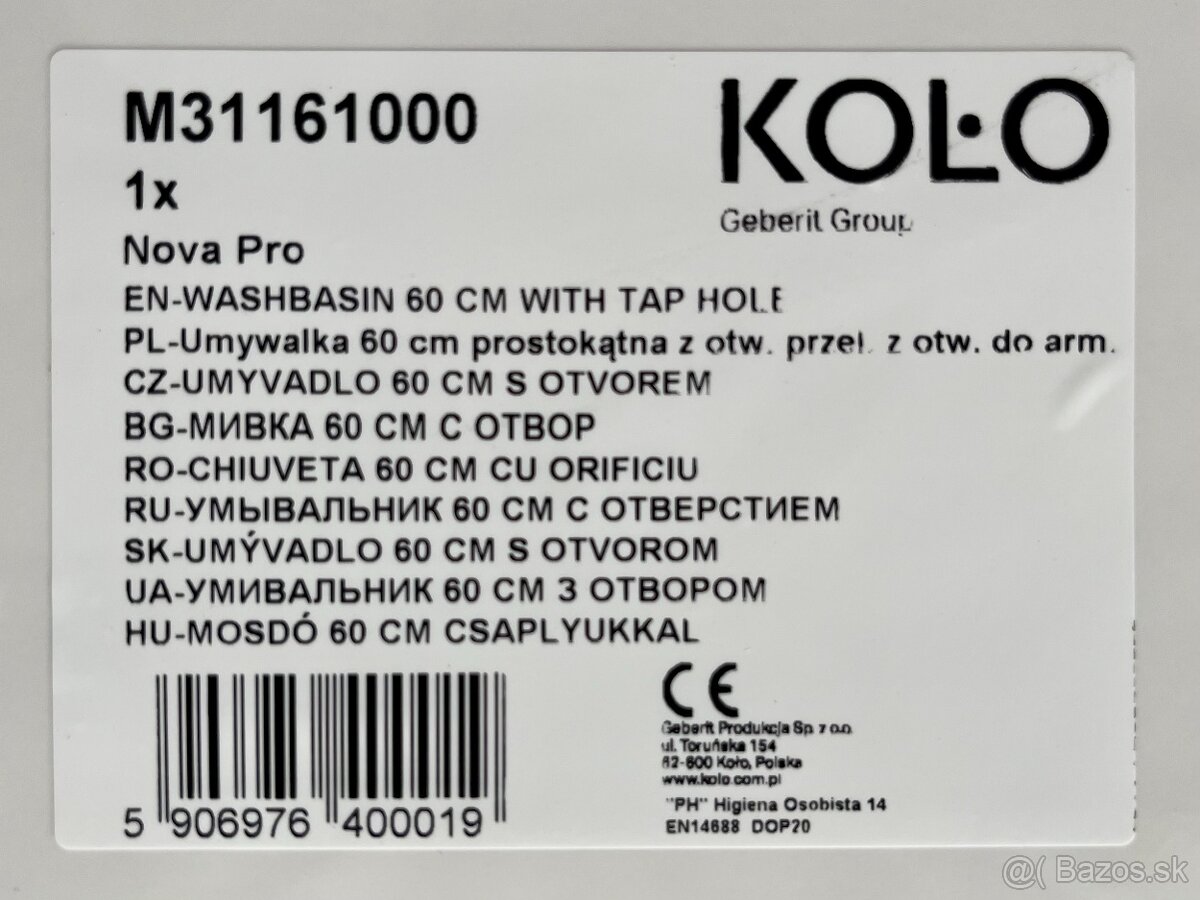 M31161000
1x
Nova Pro
KOŁO
Geberit Group
EN-WASHBASIN 60 CM WITH TAP HOLE
PL-Umywalka 60 cm prostokątna z otw. przel. z otw. do arm.
CZ-UMYVADLO 60 CM S OTVOREM
BG-МИВКА 60 СМ С ОТВОР
RO-CHIUVETA 60 CM CU ORIFICIU
RU-УМЫВАЛЬНИК 60 СМ С ОТВЕРСТИЕМ
SK-UMÝVADLO 60 CM S OTVOROM
UA-УМИВАЛЬНИК 60 СМ З ОТВОРОМ
HU-MOSDÓ 60 CM CSAPLYUKKAL
5 906976 400019
CE
Geberit Produkcja Sp. z o.o.
ul. Toruńska 154
62-600 Koło, Polska
www.kolo.com.pl
"PH" Higiena Osobista 14
EN14688 DOP20
@( Bazos.sk